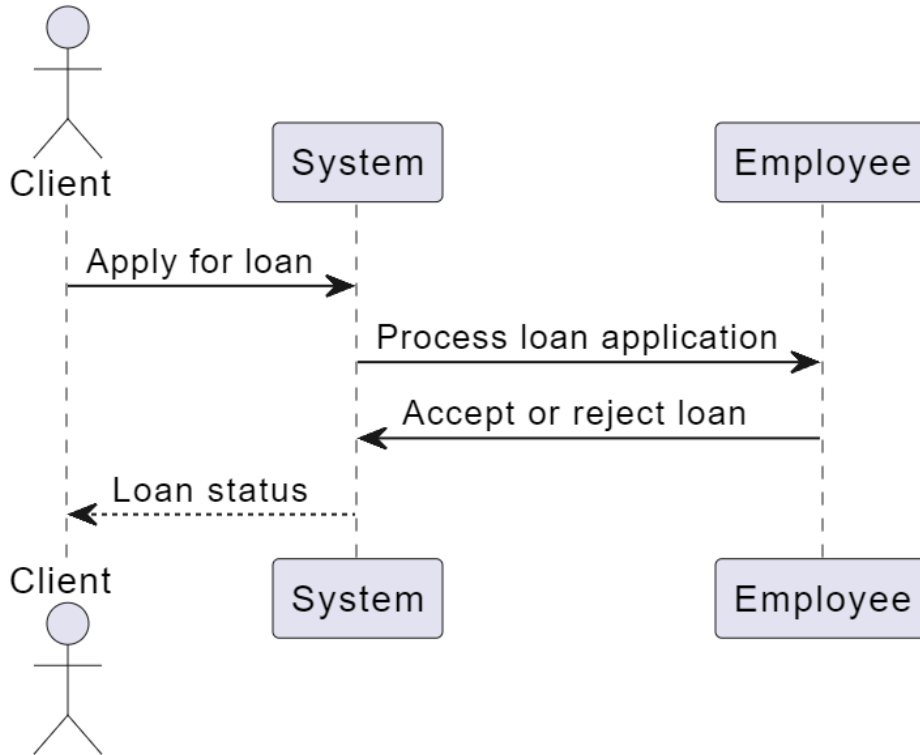 Client
System
Employee
Apply for loan
Process loan application
Accept or reject loan
Loan status
Client
System
Employee